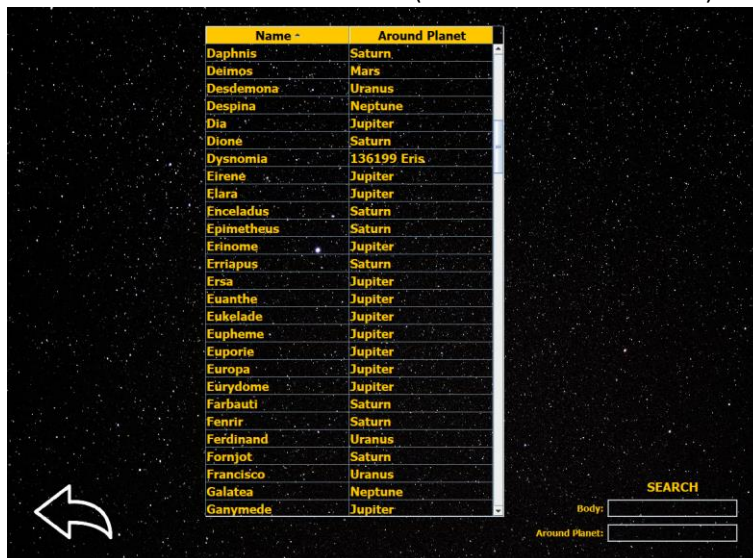 Name - Around Planet
Daphnis Saturn
Deimos Mars
Desdemona Uranus
Despina Neptune
Dia Jupiter
Dione Saturn
Dysnomia 136199 Eris
Eirene Jupiter
Elara Jupiter
Enceladus Saturn
Epimetheus Saturn
Erinome Jupiter
Erriapus Saturn
Ersa Jupiter
Euanthe Jupiter
Eukelade Jupiter
Eupheme Jupiter
Euporie Jupiter
Europa Jupiter
Eurydome Jupiter
Farbauti Saturn
Fenrir Saturn
Ferdinand Uranus
Fornjot Saturn
Francisco Uranus
Galatea Neptune
Ganymede Jupiter
SEARCH
Body:
Around Planet: